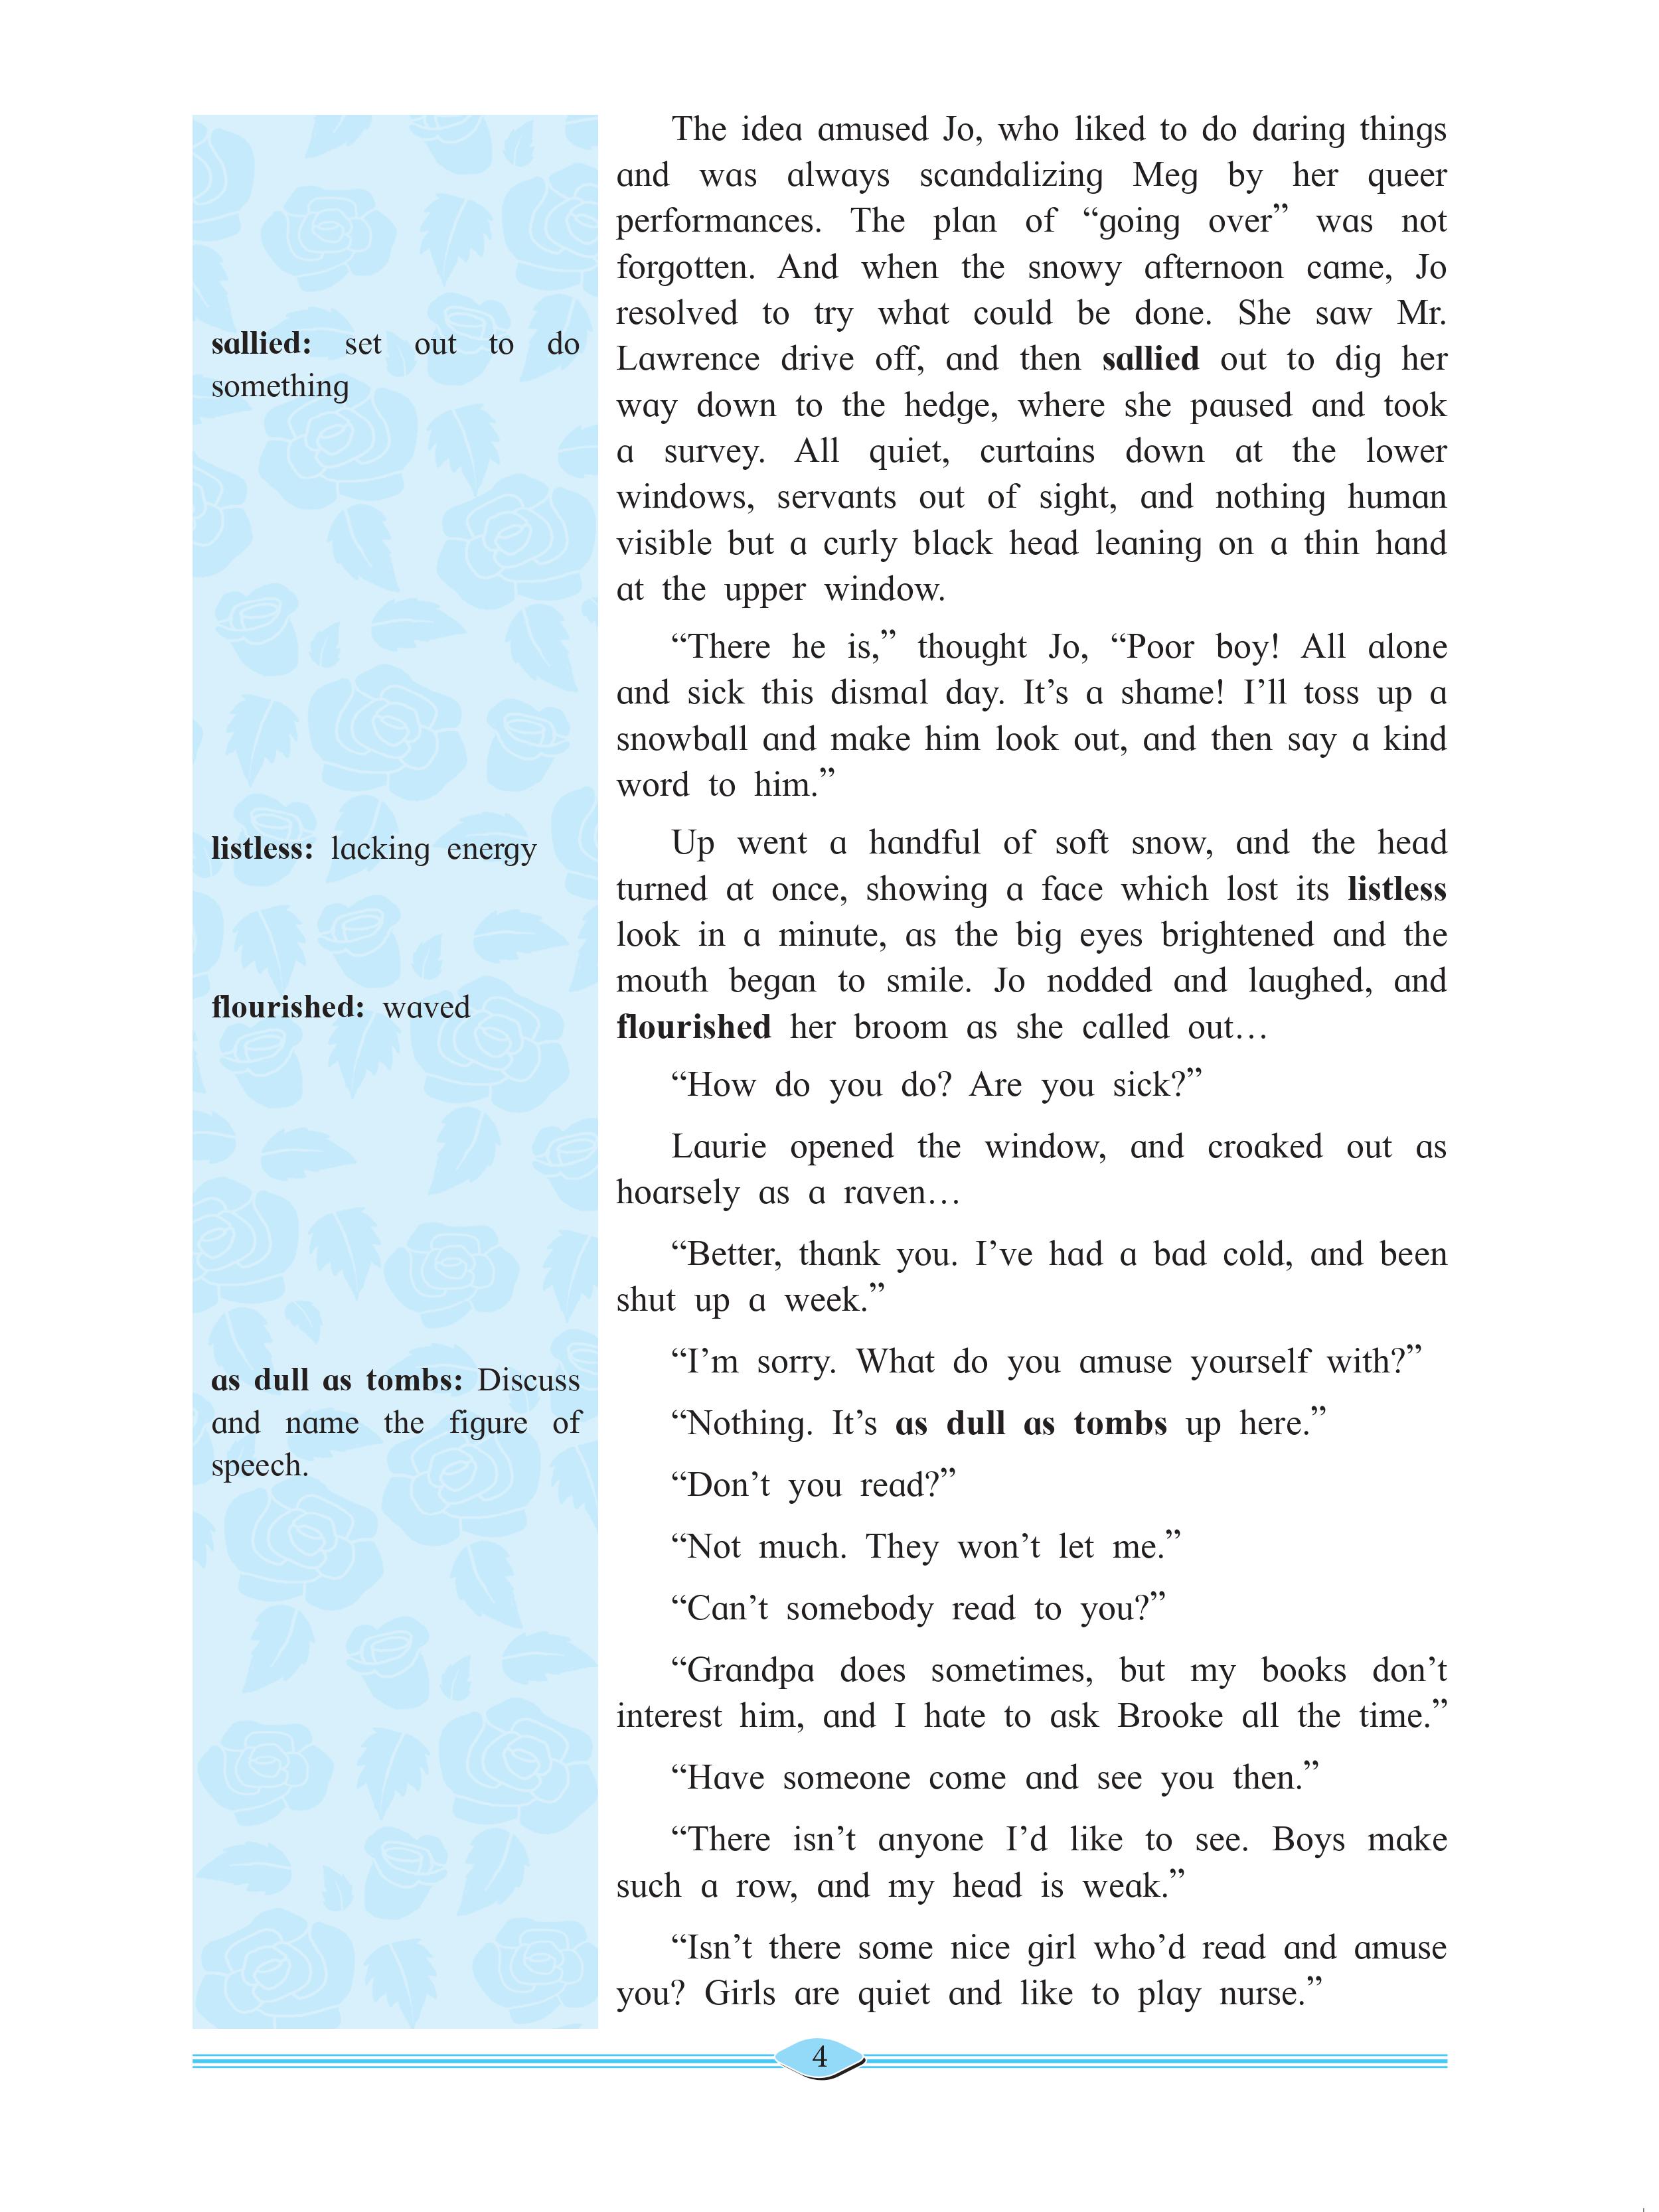 The idea amused Jo, who liked to do daring things
and was always scandalizing Meg by her queer
performances. The plan of “going over” was not
forgotten. And when the snowy afternoon came, Jo
resolved to try what could be done. She saw Mr.
Lawrence drive off, and then sallied out to dig her
way down to the hedge, where she paused and took
a survey. All quiet, curtains down at the lower
windows, servants out of sight, and nothing human
visible but a curly black head leaning on a thin hand
at the upper window.
“There he is,” thought Jo, “Poor boy! All alone
and sick this dismal day. It’s a shame! I’ll toss up a
snowball and make him look out, and then say a kind
word to him.”
Up went a handful of soft snow, and the head
turned at once, showing a face which lost its listless
look in a minute, as the big eyes brightened and the
mouth began to smile. Jo nodded and laughed, and
flourished her broom as she called out…
“How do you do? Are you sick?”
Laurie opened the window, and croaked out as
hoarsely as a raven…
“Better, thank you. I’ve had a bad cold, and been
shut up a week.”
“I’m sorry. What do you amuse yourself with?”
“Nothing. It’s as dull as tombs up here.”
“Don’t you read?”
“Not much. They won’t let me.”
“Can’t somebody read to you?”
“Grandpa does sometimes, but my books don’t
interest him, and I hate to ask Brooke all the time.”
“Have someone come and see you then.”
“There isn’t anyone I’d like to see. Boys make
such a row, and my head is weak.”
“Isn’t there some nice girl who’d read and amuse
you? Girls are quiet and like to play nurse.”
sallied: set out to do
something
listless: lacking energy
flourished: waved
as dull as tombs: Discuss
and name the figure of
speech.
4